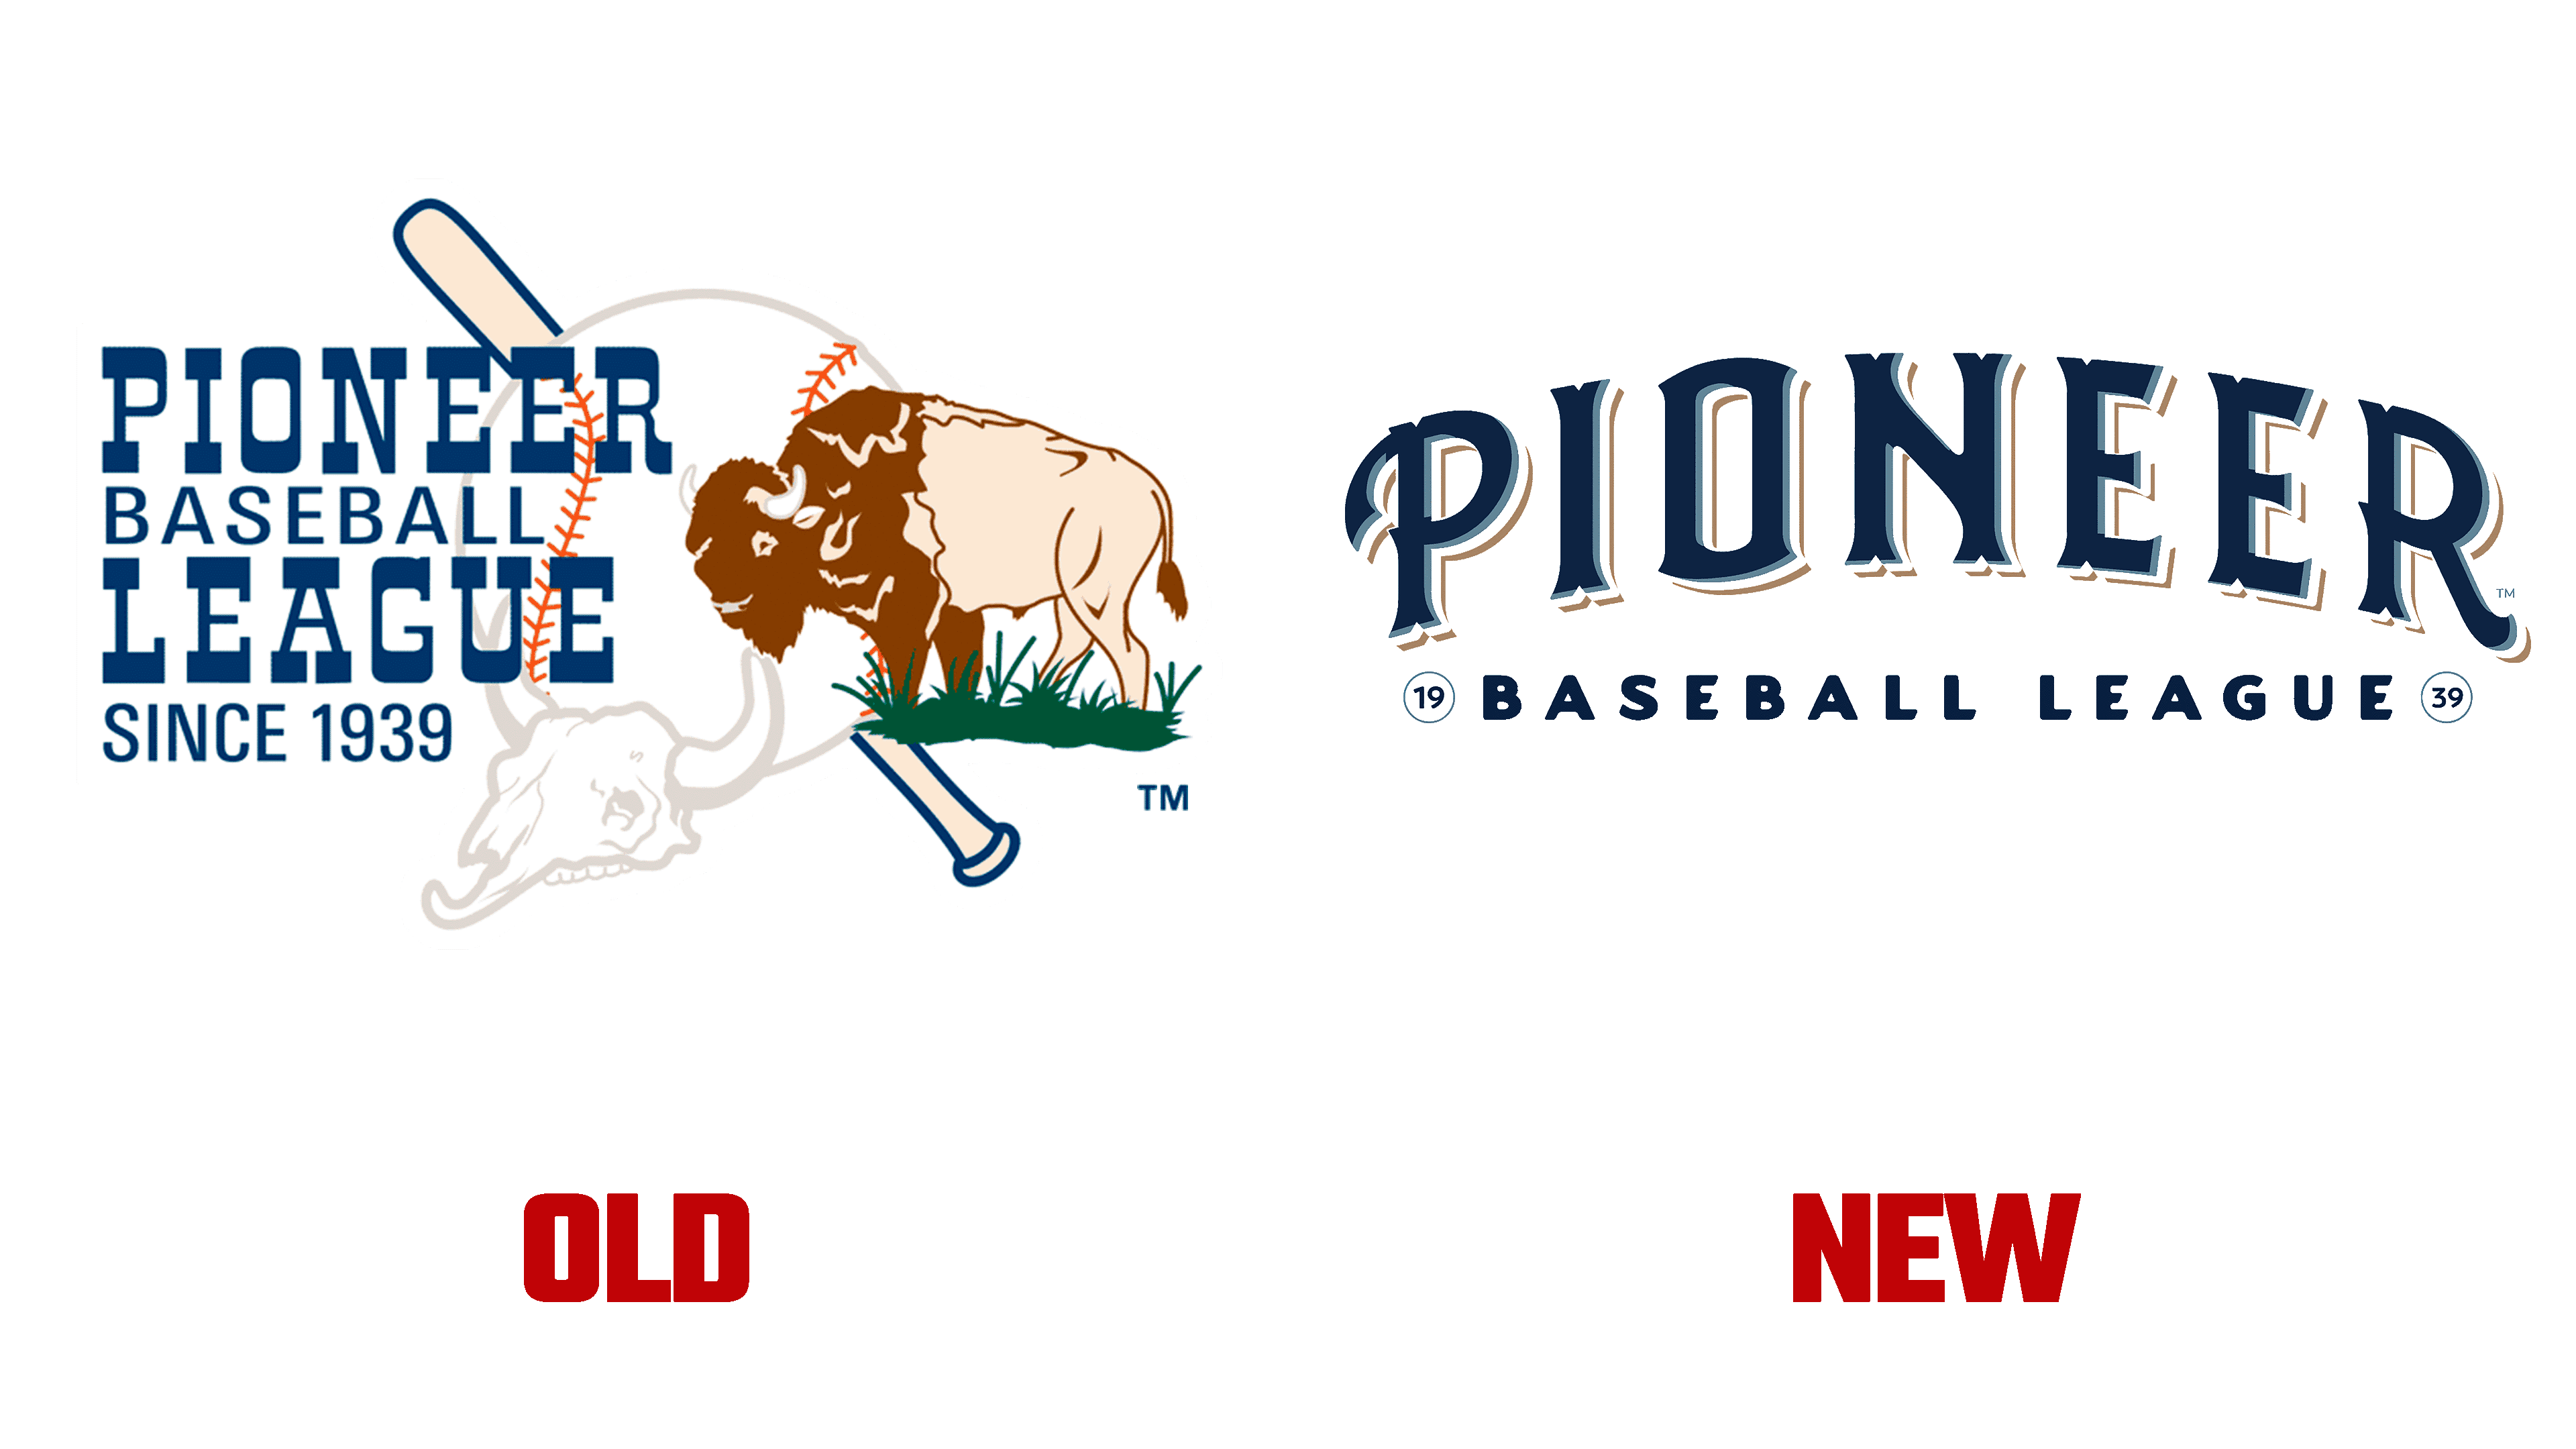 PIONEER
BASEBALL
LEAGUE
SINCE 1939
TM
PIONEER
TM
19 BASEBALL LEAGUE 39
OLD
NEW